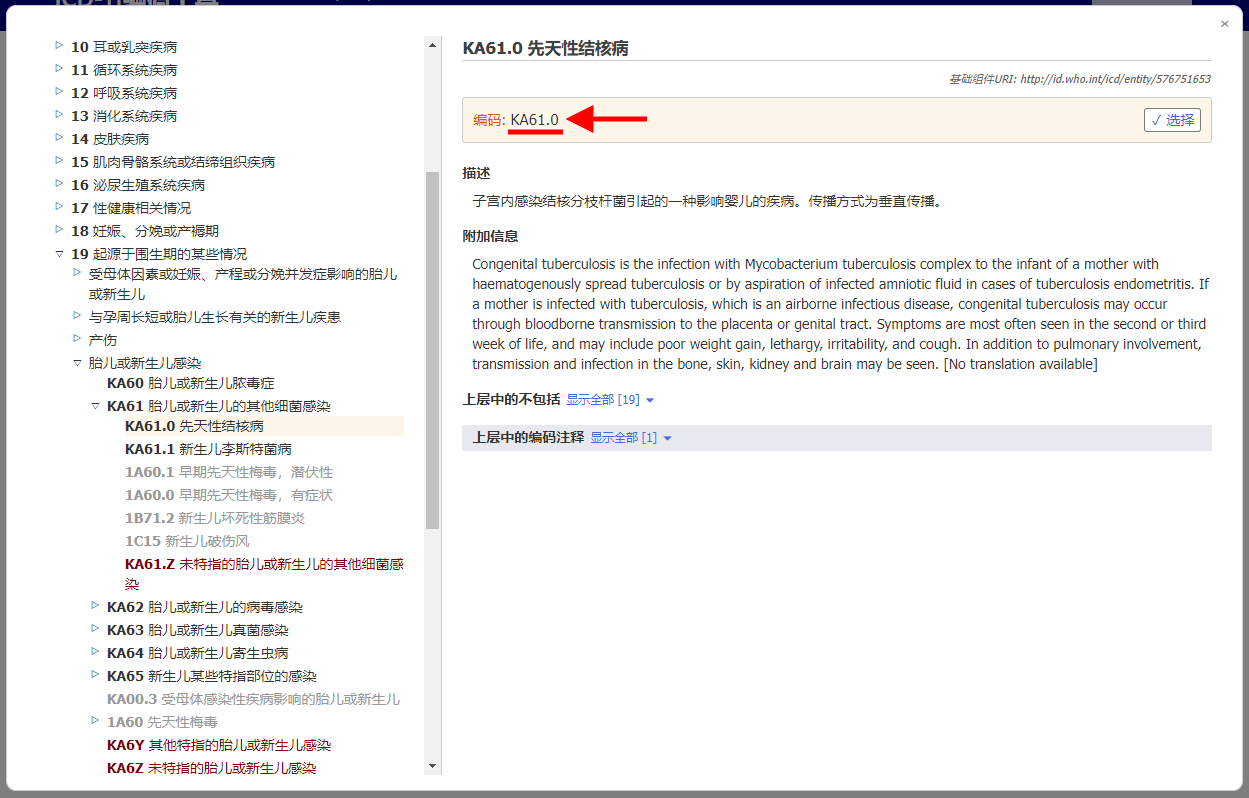 ×
10 耳或乳突疾病
11 循环系统疾病
12 呼吸系统疾病
13 消化系统疾病
14 皮肤疾病
15 肌肉骨骼系统或结缔组织疾病
16 泌尿生殖系统疾病
17 性健康相关情况
18 妊娠、分娩或产褥期
19 起源于围生期的某些情况
受母体因素或妊娠、产程或分娩并发症影响的胎儿
或新生儿
与孕周长短或胎儿生长有关的新生儿疾患
产伤
胎儿或新生儿感染
KA60 胎儿或新生儿脓毒症
KA61 胎儿或新生儿的其他细菌感染
KA61.0 先天性结核病
KA61.1 新生儿李斯特菌病
1A60.1 早期先天性梅毒，潜伏性
1A60.0 早期先天性梅毒，有症状
1B71.2 新生儿坏死性筋膜炎
1C15 新生儿破伤风
KA61.Z 未特指的胎儿或新生儿的其他细菌感
染
KA62 胎儿或新生儿的病毒感染
KA63 胎儿或新生儿真菌感染
KA64 胎儿或新生儿寄生虫病
KA65 新生儿某些特指部位的感染
KA00.3 受母体感染性疾病影响的胎儿或新生儿
1A60 先天性梅毒
KA6Y 其他特指的胎儿或新生儿感染
KA6Z 未特指的胎儿或新生儿感染
KA61.0 先天性结核病
基础组件URI: http://id.who.int/icd/entity/576751653
编码: KA61.0
✓ 选择
描述
子宫内感染结核分枝杆菌引起的一种影响婴儿的疾病。传播方式为垂直传播。
附加信息
Congenital tuberculosis is the infection with Mycobacterium tuberculosis complex to the infant of a mother with
haematogenously spread tuberculosis or by aspiration of infected amniotic fluid in cases of tuberculosis endometritis. If
a mother is infected with tuberculosis, which is an airborne infectious disease, congenital tuberculosis may occur
through bloodborne transmission to the placenta or genital tract. Symptoms are most often seen in the second or third
week of life, and may include poor weight gain, lethargy, irritability, and cough. In addition to pulmonary involvement,
transmission and infection in the bone, skin, kidney and brain may be seen. [No translation available]
上层中的不包括 显示全部 [19]
上层中的编码注释 显示全部 [1]